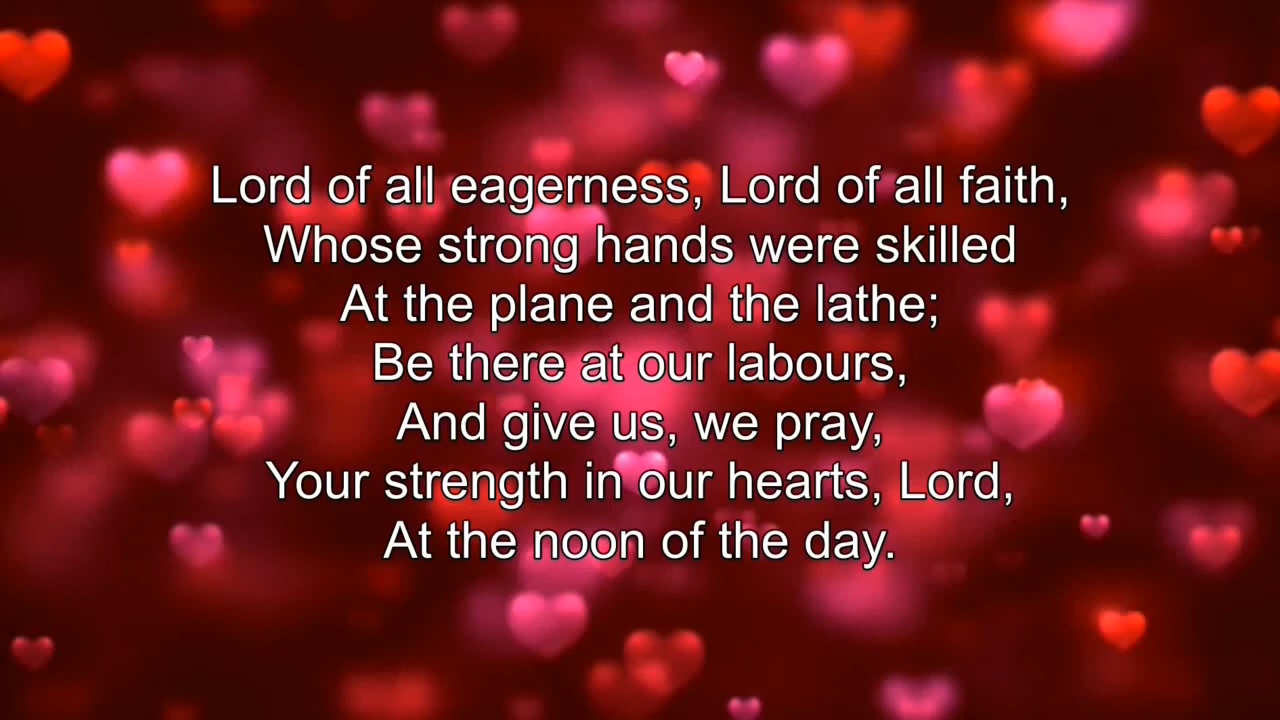 Lord of all eagerness, Lord of all faith,
Whose strong hands were skilled
At the plane and the lathe;
Be there at our labours,
And give us, we pray,
Your strength in our hearts, Lord,
At the noon of the day.